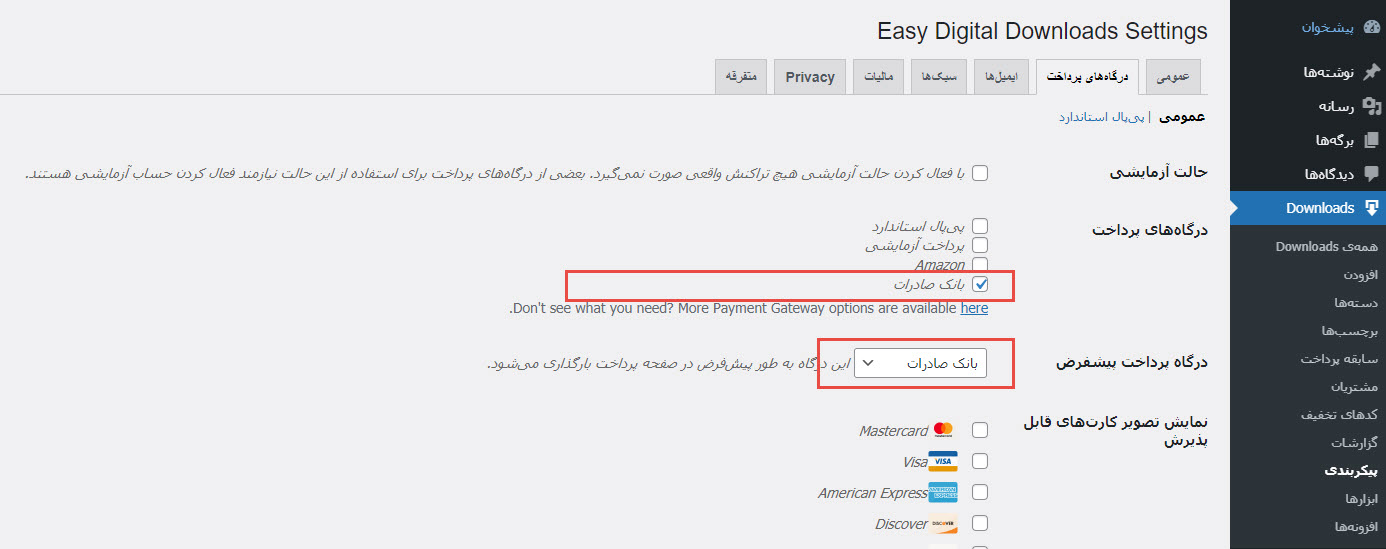 Easy Digital Downloads Settings
عمومی
درگاه‌های پرداخت
ایمیل‌ها
سبک‌ها
مالیات
Privacy
متفرقه
عمومی | پی‌پال استاندارد
حالت آزمایشی
با فعال کردن حالت آزمایشی هیچ تراکنش واقعی صورت نمی‌گیرد. بعضی از درگاه‌های پرداخت برای استفاده از این حالت نیازمند فعال کردن حساب آزمایشی هستند.
درگاه‌های پرداخت
پی‌پال استاندارد
پرداخت آزمایشی
Amazon
بانک صادرات
Don't see what you need? More Payment Gateway options are available here.
درگاه پرداخت پیشفرض
بانک صادرات
این درگاه به طور پیش‌فرض در صفحه پرداخت بارگذاری می‌شود.
نمایش تصویر کارت‌های قابل
پذیرش
Mastercard
VISA Visa
AMERICAN EXPRESS American Express
DISCOVER Discover
پیشخوان
نوشته‌ها
رسانه
برگه‌ها
دیدگاه‌ها
Downloads
همه‌ی Downloads
افزودن
دسته‌ها
برچسب‌ها
سابقه پرداخت
مشتریان
کدهای تخفیف
گزارشات
پیکربندی
ابزارها
افزونه‌ها